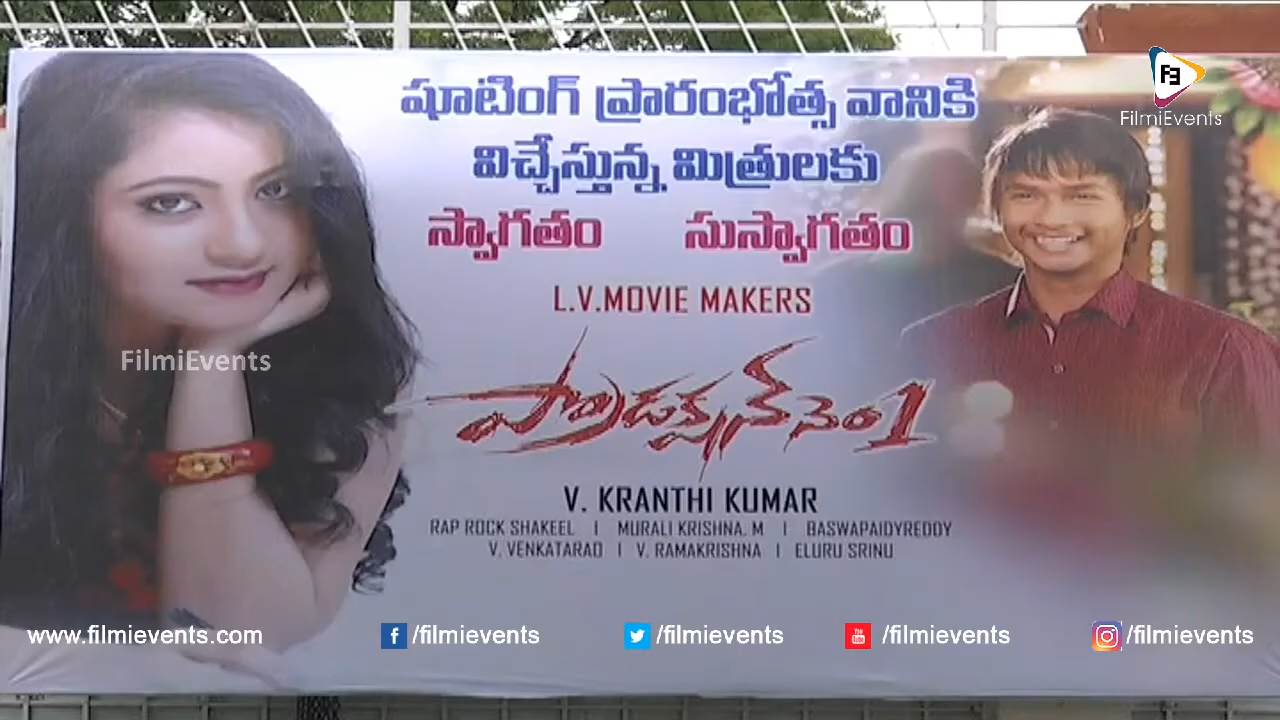 షూటింగ్ ప్రారంభోత్స వానికి
విచ్చేస్తున్న మిత్రులకు
స్వాగతం సుస్వాగతం
L.V.MOVIE MAKERS
ప్రొడక్షన్ నెం1
V. KRANTHI KUMAR
RAP ROCK SHAKEEL I MURALI KRISHNA. M I BASWAPAIDYREDDY
V. VENKATARAO I V. RAMAKRISHNA I ELURU SRINU
FE
FilmiEvents
FilmiEvents
www.filmievents.com /filmievents /filmievents /filmievents /filmievents